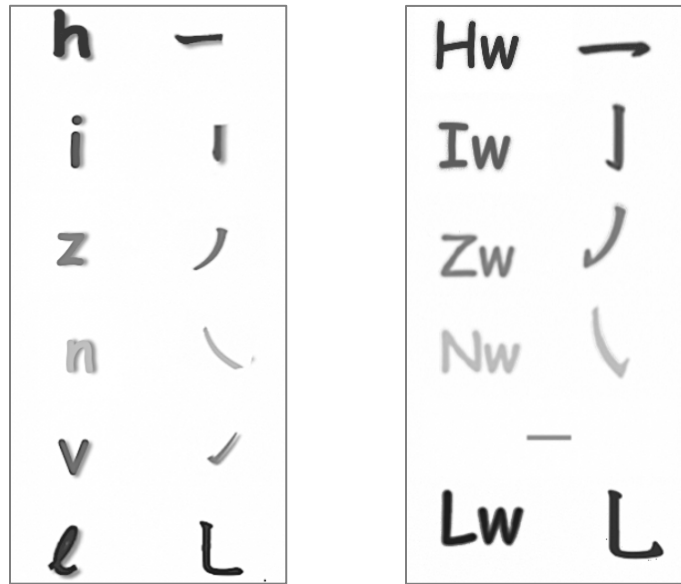 h ㇐
i ㇑
z ㇓
n ㇏
v ㇀
ℓ ㇗
Hw ㇖
Iw ㇚
Zw ㇢
Nw ㇂
—
Lw ㇟